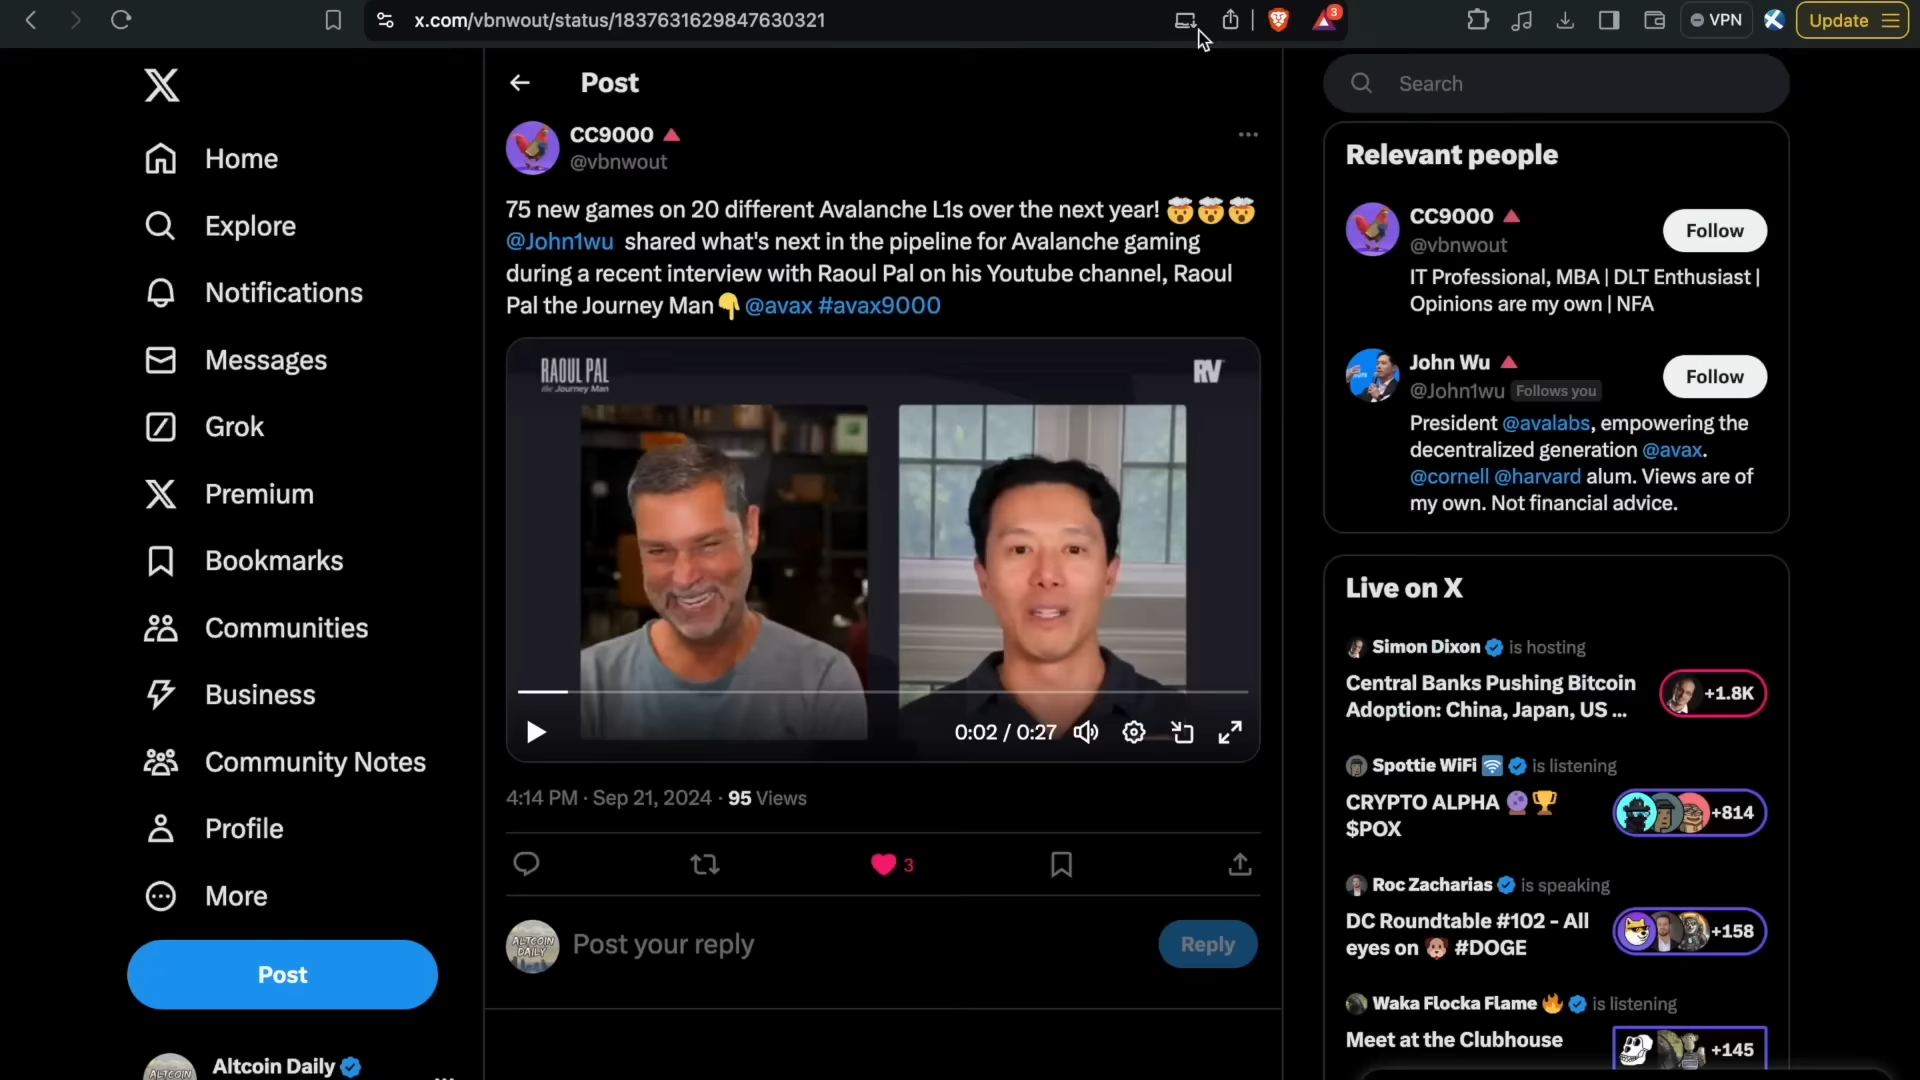 x.com/vbnwout/status/1837631629847630321
3
VPN
Update
Home
Explore
Notifications
Messages
Grok
Premium
Bookmarks
Communities
Business
Community Notes
Profile
More
Post
Altcoin Daily
Post
CC9000
@vbnwout
75 new games on 20 different Avalanche L1s over the next year! 🤯🤯🤯
@John1wu shared what's next in the pipeline for Avalanche gaming
during a recent interview with Raoul Pal on his Youtube channel, Raoul
Pal the Journey Man👇 @avax #avax9000
RAOUL PAL
the Journey Man
RV
0:02 / 0:27
4:14 PM · Sep 21, 2024 · 95 Views
3
ALTCOIN
DAILY
Post your reply
Reply
Search
Relevant people
CC9000
@vbnwout
Follow
IT Professional, MBA | DLT Enthusiast |
Opinions are my own | NFA
John Wu
@John1wu Follows you
Follow
President @avalabs, empowering the
decentralized generation @avax.
@cornell @harvard alum. Views are of
my own. Not financial advice.
Live on X
Simon Dixon is hosting
Central Banks Pushing Bitcoin
Adoption: China, Japan, US ...
+1.8K
Spottie WiFi is listening
CRYPTO ALPHA 🔮🏆
$POX
+814
Roc Zacharias is speaking
DC Roundtable #102 - All
eyes on 🐶 #DOGE
+158
Waka Flocka Flame 🔥 is listening
Meet at the Clubhouse
+145